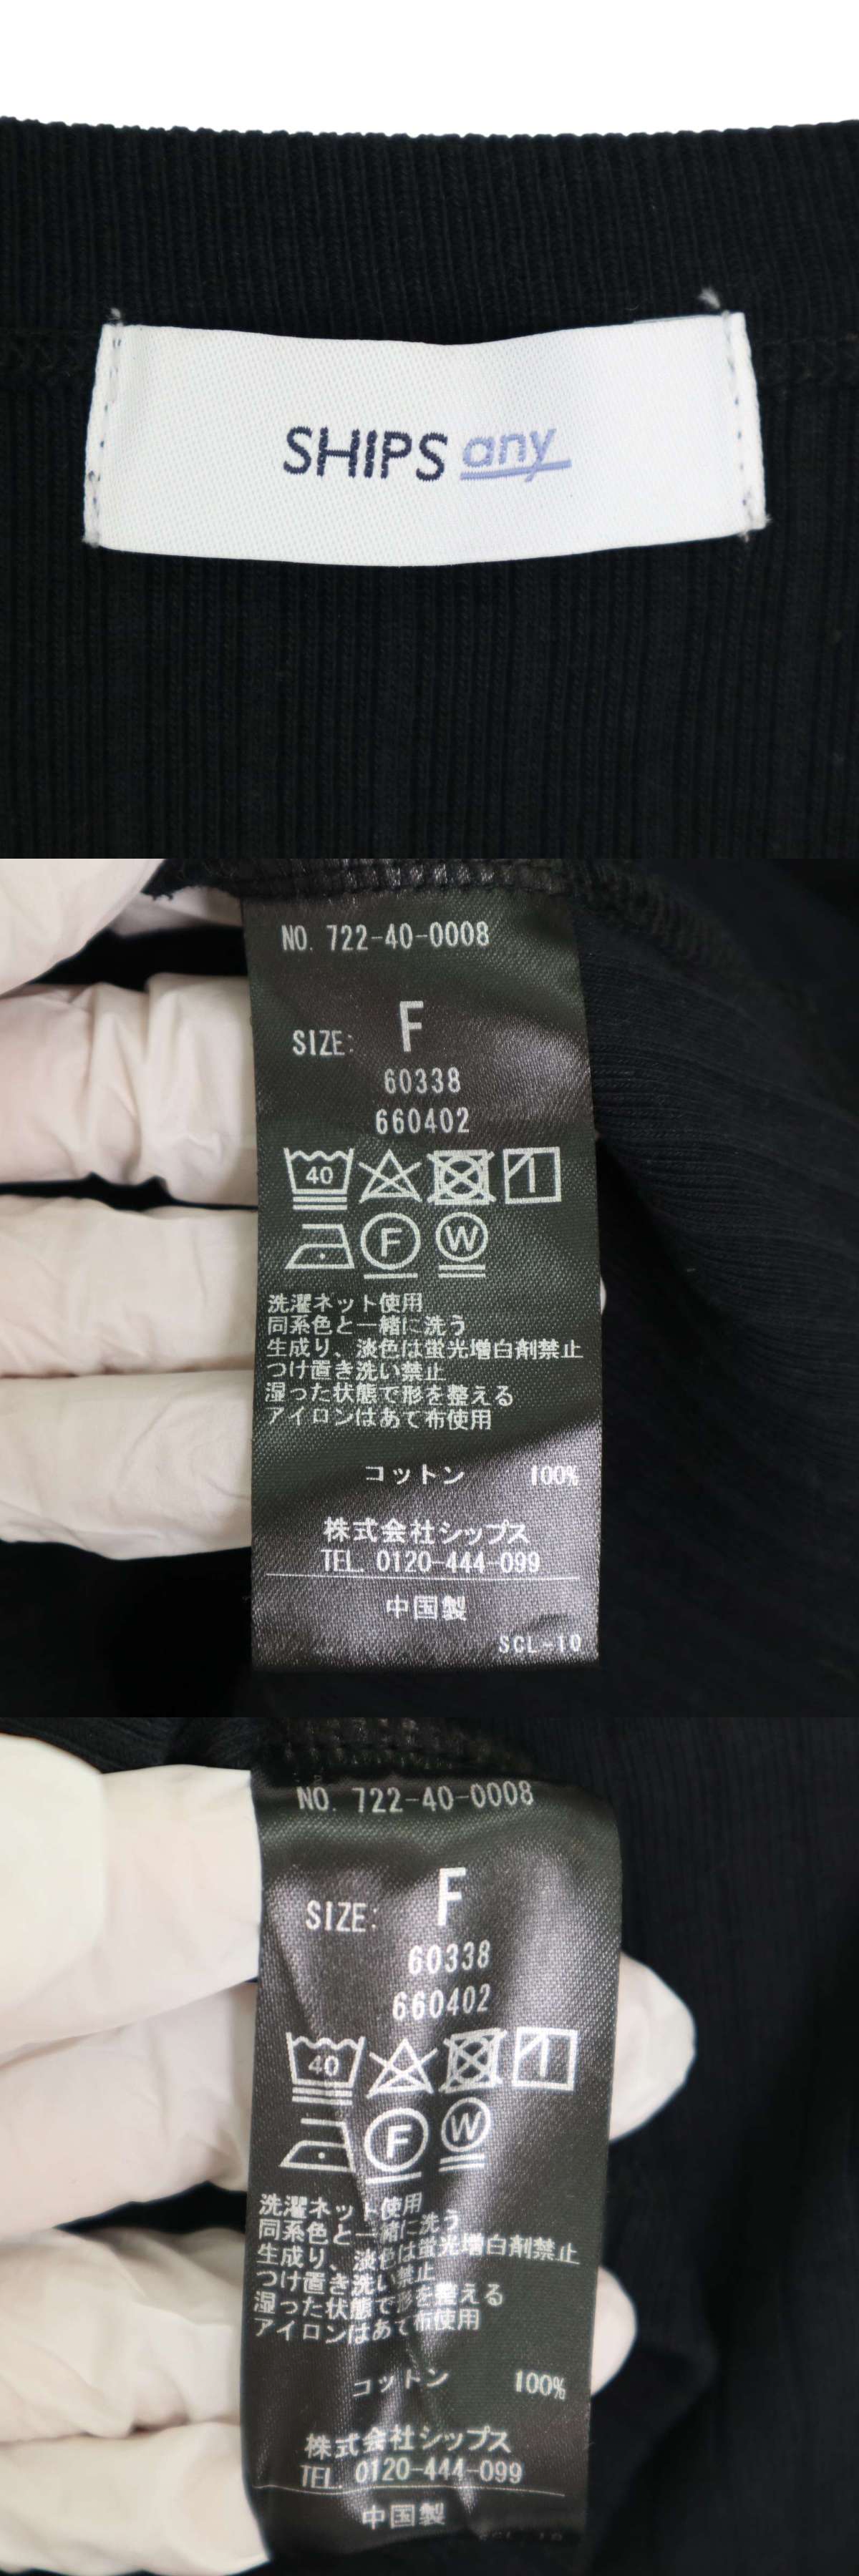 SHIPS any
NO. 722-40-0008
SIZE: F
60338
660402
40
F W
洗濯ネット使用
同系色と一緒に洗う
生成り、淡色は蛍光増白剤禁止
つけ置き洗い禁止
湿った状態で形を整える
アイロンはあて布使用
コットン 100%
株式会社シップス
TEL. 0120-444-099
中国製
SCL-10
NO. 722-40-0008
SIZE: F
60338
660402
40
F W
洗濯ネット使用
同系色と一緒に洗う
生成り、淡色は蛍光増白剤禁止
つけ置き洗い禁止
湿った状態で形を整える
アイロンはあて布使用
コットン 100%
株式会社シップス
TEL. 0120-444-099
中国製
SCL-10